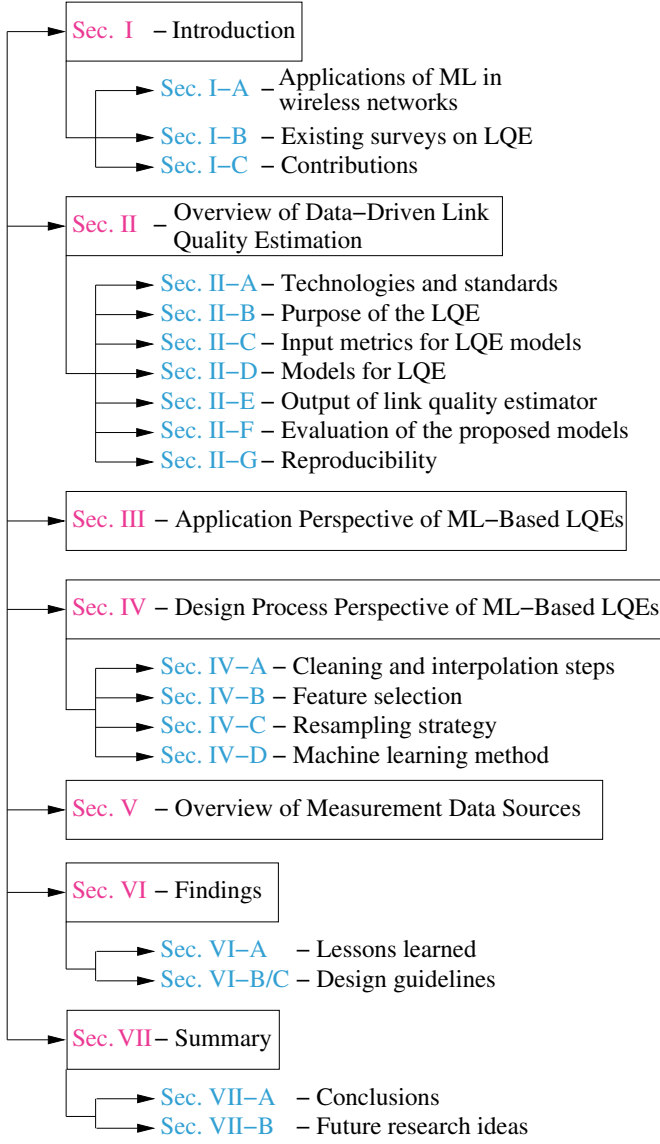 Sec. I – Introduction
Sec. I–A – Applications of ML in
wireless networks
Sec. I–B – Existing surveys on LQE
Sec. I–C – Contributions
Sec. II – Overview of Data–Driven Link
Quality Estimation
Sec. II–A – Technologies and standards
Sec. II–B – Purpose of the LQE
Sec. II–C – Input metrics for LQE models
Sec. II–D – Models for LQE
Sec. II–E – Output of link quality estimator
Sec. II–F – Evaluation of the proposed models
Sec. II–G – Reproducibility
Sec. III – Application Perspective of ML–Based LQEs
Sec. IV – Design Process Perspective of ML–Based LQEs
Sec. IV–A – Cleaning and interpolation steps
Sec. IV–B – Feature selection
Sec. IV–C – Resampling strategy
Sec. IV–D – Machine learning method
Sec. V – Overview of Measurement Data Sources
Sec. VI – Findings
Sec. VI–A – Lessons learned
Sec. VI–B/C – Design guidelines
Sec. VII – Summary
Sec. VII–A – Conclusions
Sec. VII–B – Future research ideas